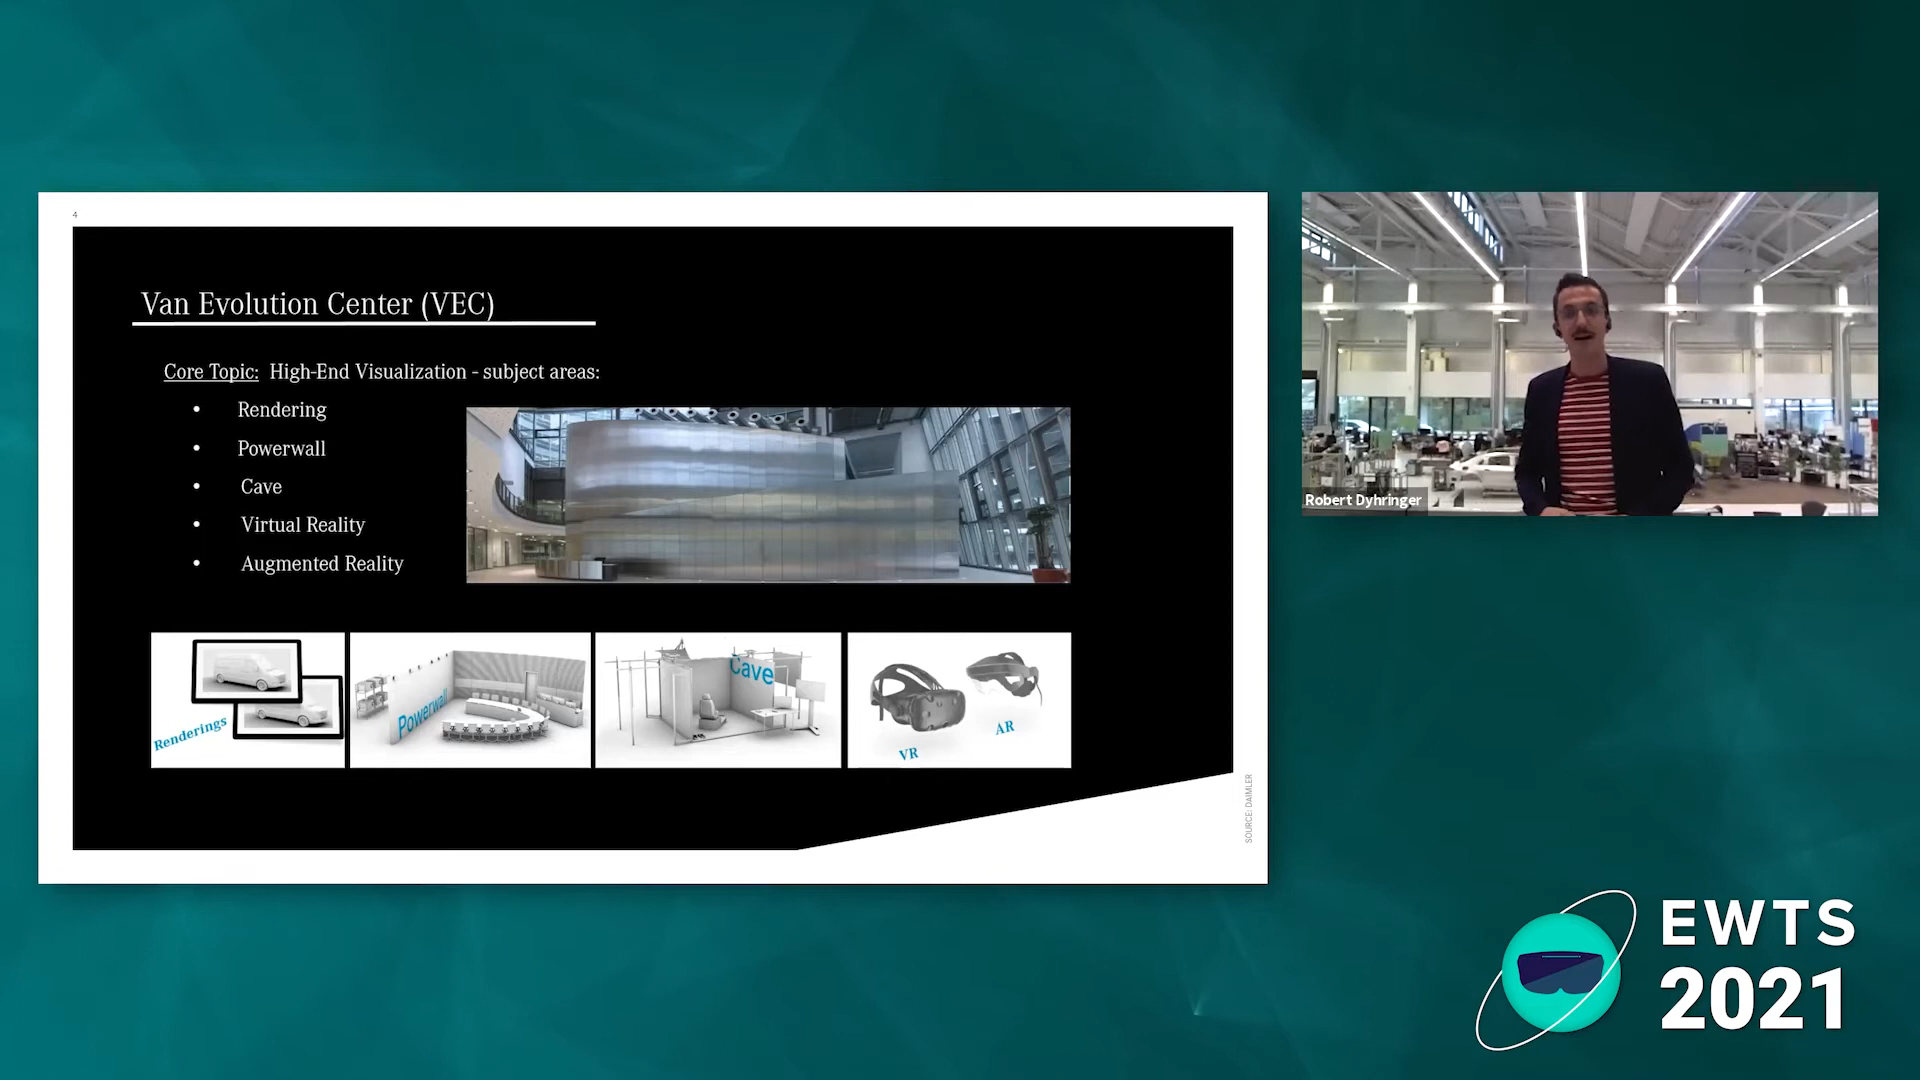 4
Van Evolution Center (VEC)
Core Topic: High-End Visualization - subject areas:
• Rendering
• Powerwall
• Cave
• Virtual Reality
• Augmented Reality
Renderings
Powerwall
Cave
VR
AR
SOURCE: DAIMLER
Robert Dyhringer
EWTS
2021